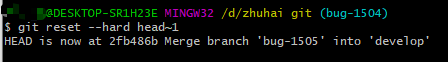 @DESKTOP-SR1H23E MINGW32 /d/zhuhai git (bug-1504)
$ git reset --hard head~1
HEAD is now at 2fb486b Merge branch 'bug-1505' into 'develop'